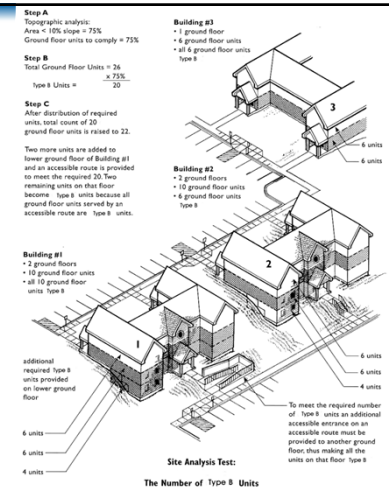 Step A
Topographic analysis:
Area < 10% slope = 75%
Ground floor units to comply = 75%
Step B
Total Ground Floor Units = 26
x 75%
Type B Units = 20
Step C
After distribution of required
units, total count of 20
ground floor units is raised to 22.
Two more units are added to
lower ground floor of Building #1
and an accessible route is provided
to meet the required 20. Two
remaining units on that floor
become Type B units because all
ground floor units served by an
accessible route are Type B units.
Building #3
• 1 ground floor
• 6 ground floor units
• all 6 ground floor units
Type B
3
6 units
6 units
Building #2
• 2 ground floors
• 10 ground floor units
• 6 ground floor units
Type B
2
6 units
6 units
4 units
Building #1
• 2 ground floors
• 10 ground floor units
• all 10 ground floor
units Type B
1
additional
required Type B
units provided
on lower ground
floor
6 units
6 units
4 units
To meet the required number
of Type B units an additional
accessible entrance on an
accessible route must be
provided to another ground
floor, thus making all the
units on that floor Type B
Site Analysis Test:
The Number of Type B Units